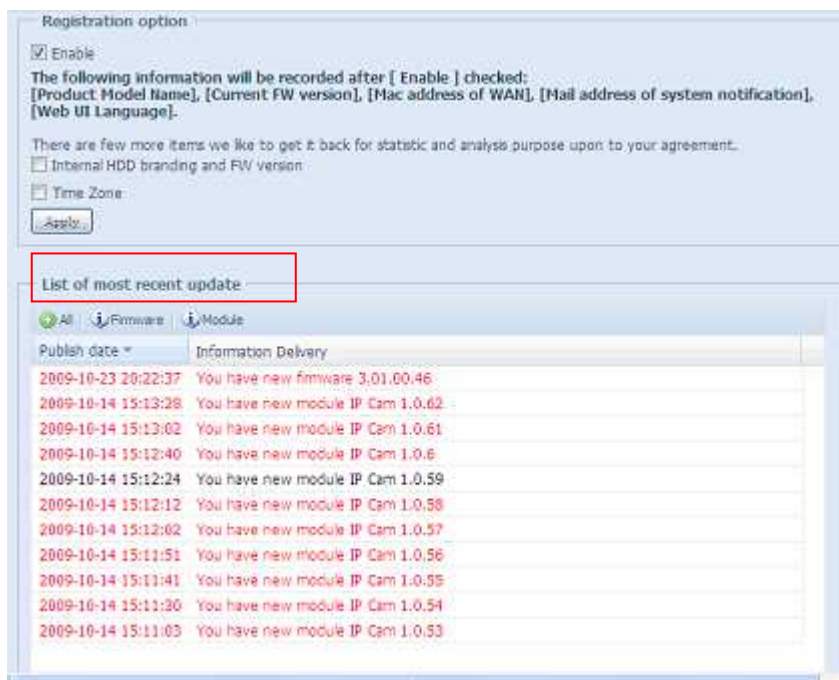 Registration option
Enable
The following information will be recorded after [ Enable ] checked:
[Product Model Name], [Current FW version], [Mac address of WAN], [Mail address of system notification],
[Web UI Language].
There are few more items we like to get it back for statistic and analysis purpose upon to your agreement.
Internal HDD branding and FW version
Time Zone
Apply
List of most recent update
All Firmware Module
Publish date Information Delivery
2009-10-23 20:22:37 You have new firmware 3.01.00.46
2009-10-14 15:13:28 You have new module IP Cam 1.0.62
2009-10-14 15:13:02 You have new module IP Cam 1.0.61
2009-10-14 15:12:40 You have new module IP Cam 1.0.6
2009-10-14 15:12:24 You have new module IP Cam 1.0.59
2009-10-14 15:12:12 You have new module IP Cam 1.0.58
2009-10-14 15:12:02 You have new module IP Cam 1.0.57
2009-10-14 15:11:51 You have new module IP Cam 1.0.56
2009-10-14 15:11:41 You have new module IP Cam 1.0.55
2009-10-14 15:11:30 You have new module IP Cam 1.0.54
2009-10-14 15:11:03 You have new module IP Cam 1.0.53